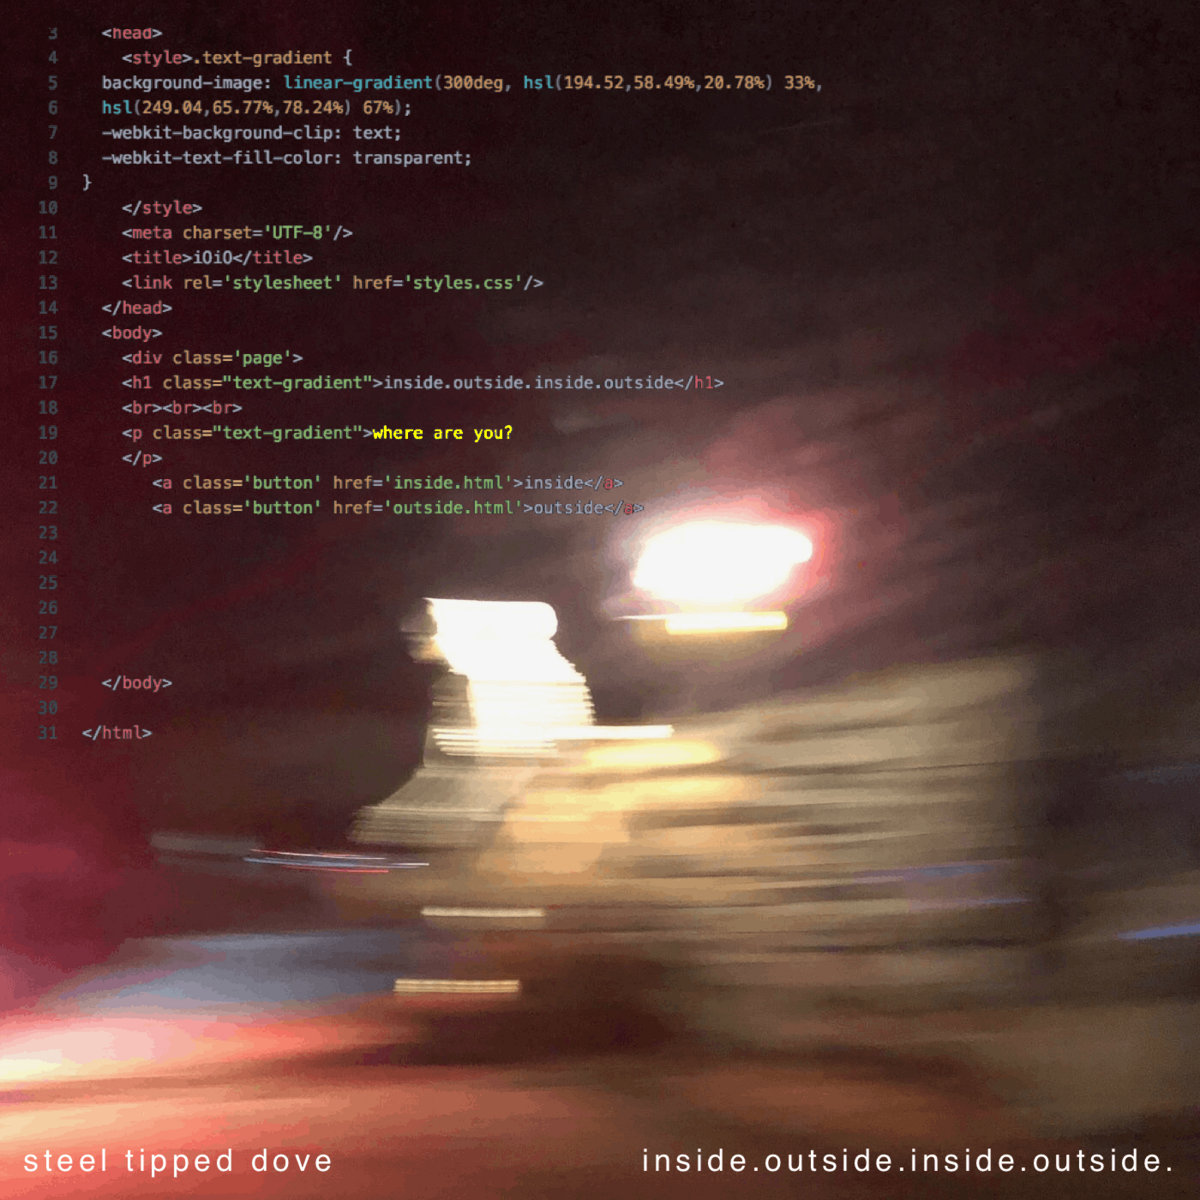 3 <head>
4 <style>.text-gradient {
5 background-image: linear-gradient(300deg, hsl(194.52,58.49%,20.78%) 33%,
6 hsl(249.04,65.77%,78.24%) 67%);
7 -webkit-background-clip: text;
8 -webkit-text-fill-color: transparent;
9 }
10 </style>
11 <meta charset='UTF-8'/>
12 <title>iOiO</title>
13 <link rel='stylesheet' href='styles.css'/>
14 </head>
15 <body>
16 <div class='page'>
17 <h1 class="text-gradient">inside.outside.inside.outside</h1>
18 <br><br><br>
19 <p class="text-gradient">where are you?
20 </p>
21 <a class='button' href='inside.html'>inside</a>
22 <a class='button' href='outside.html'>outside</a>
23
24
25
26
27
28
29 </body>
30
31 </html>
steel tipped dove
inside.outside.inside.outside.